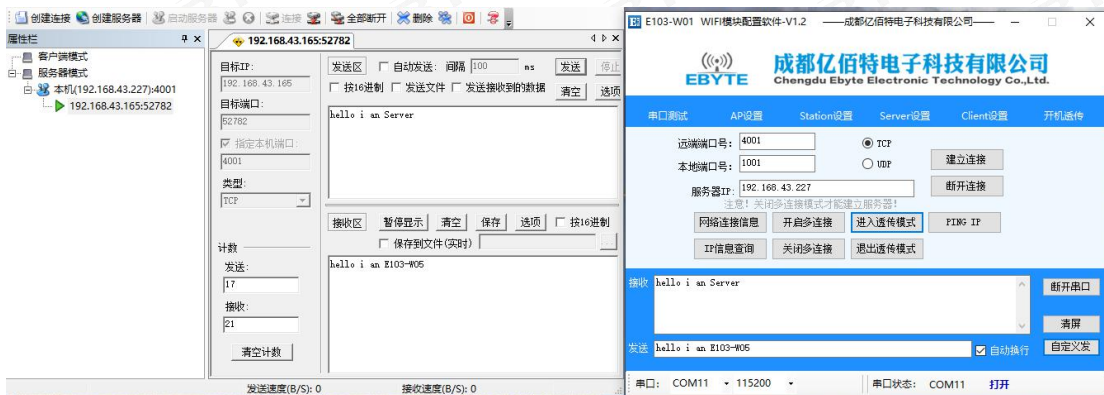 创建连接 创建服务器 启动服务器 连接 全部断开 删除
属性栏
客户端模式
服务器模式
本机(192.168.43.227):4001
192.168.43.165:52782
192.168.43.165:52782
目标IP:
192.168.43.165
目标端口:
52782
指定本机端口:
4001
类型:
TCP
计数
发送:
17
接收:
21
清空计数
发送区 自动发送: 间隔 100 ms 发送 停止
按16进制 发送文件 发送接收到的数据 清空 选项
hello i an Server
接收区 暂停显示 清空 保存 选项 按16进制
保存到文件(实时)
hello i an E103-W05
发送速度(B/S): 0 接收速度(B/S): 0
E103-W01 WIFI模块配置软件-V1.2 ——成都亿佰特电子科技有限公司——
EBYTE
成都亿佰特电子科技有限公司
Chengdu Ebyte Electronic Technology Co.,Ltd.
串口测试 AP设置 Station设置 Server设置 Client设置 开机透传
远端端口号: 4001 TCP
本地端口号: 1001 UDP 建立连接
服务器IP: 192.168.43.227 断开连接
注意! 关闭多连接模式才能建立服务器!
网络连接信息 开启多连接 进入透传模式 PING IP
IP信息查询 关闭多连接 退出透传模式
接收 hello i an Server 断开串口
清屏
发送 hello i an E103-W05 自动换行 自定义发
串口: COM11 115200 串口状态: COM11 打开